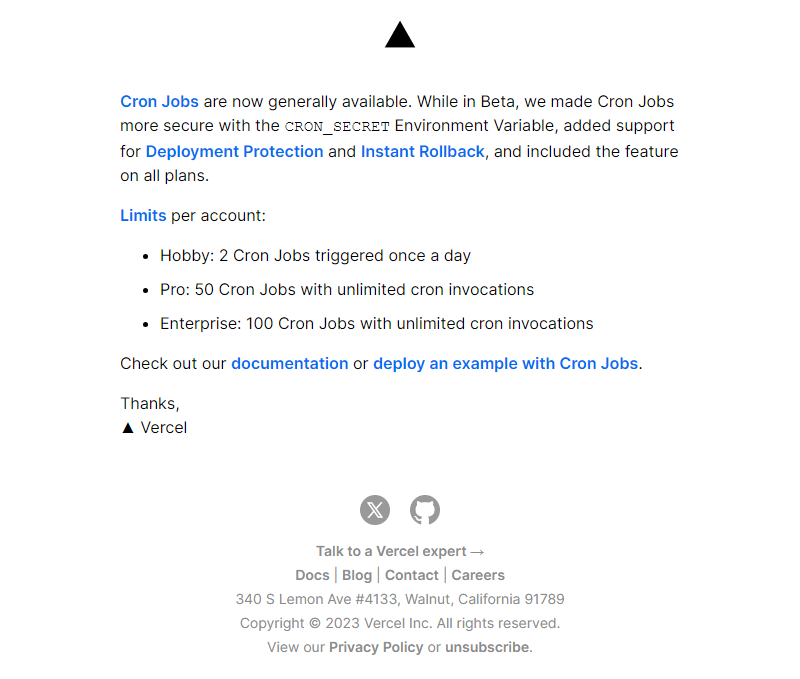 Cron Jobs are now generally available. While in Beta, we made Cron Jobs
more secure with the CRON_SECRET Environment Variable, added support
for Deployment Protection and Instant Rollback, and included the feature
on all plans.
Limits per account:
• Hobby: 2 Cron Jobs triggered once a day
• Pro: 50 Cron Jobs with unlimited cron invocations
• Enterprise: 100 Cron Jobs with unlimited cron invocations
Check out our documentation or deploy an example with Cron Jobs.
Thanks,
▲ Vercel
Talk to a Vercel expert →
Docs | Blog | Contact | Careers
340 S Lemon Ave #4133, Walnut, California 91789
Copyright © 2023 Vercel Inc. All rights reserved.
View our Privacy Policy or unsubscribe.